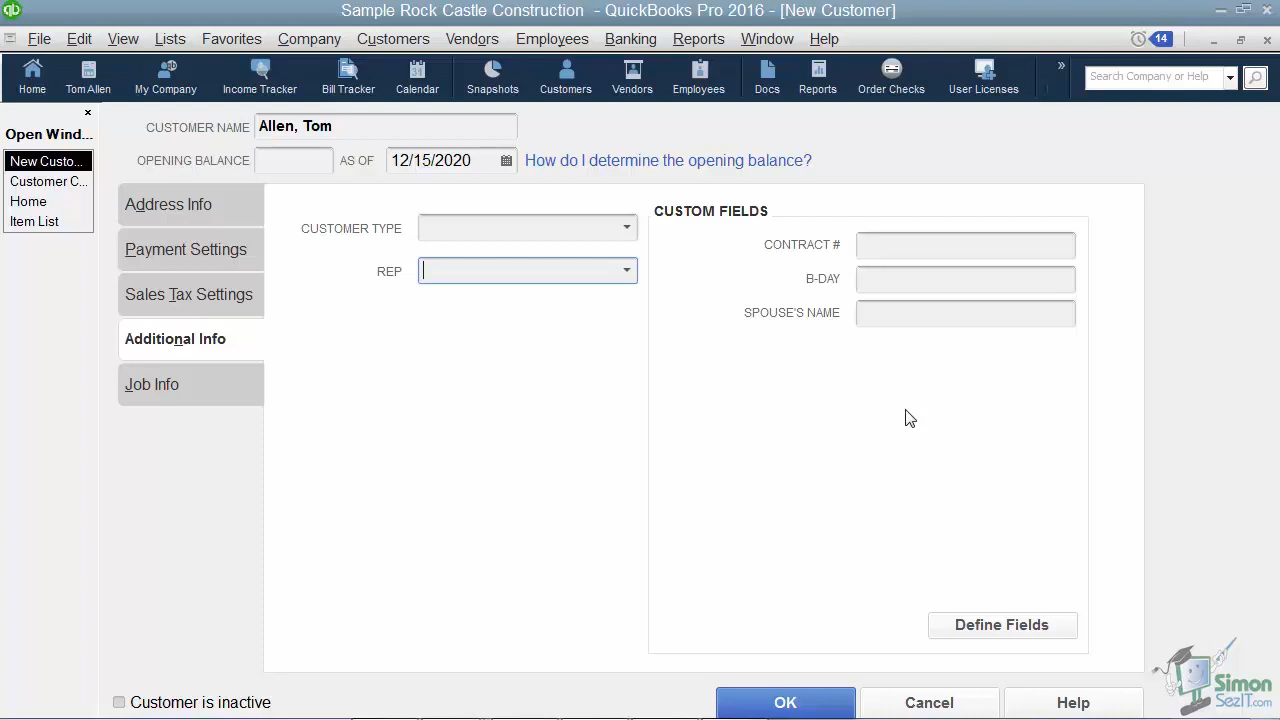 Sample Rock Castle Construction - QuickBooks Pro 2016 - [New Customer]
File Edit View Lists Favorites Company Customers Vendors Employees Banking Reports Window Help 14
Home Tom Allen My Company Income Tracker Bill Tracker Calendar Snapshots Customers Vendors Employees Docs Reports Order Checks User Licenses » Search Company or Help
Open Wind...
New Custo...
Customer C...
Home
Item List
CUSTOMER NAME Allen, Tom
OPENING BALANCE AS OF 12/15/2020 How do I determine the opening balance?
Address Info
Payment Settings
Sales Tax Settings
Additional Info
Job Info
CUSTOMER TYPE
REP
CUSTOM FIELDS
CONTRACT #
B-DAY
SPOUSE'S NAME
Define Fields
Customer is inactive
OK Cancel Help
Simon
SezIT.com